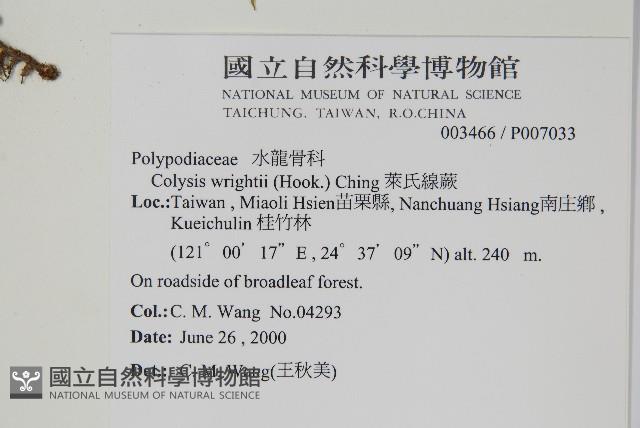 國立自然科學博物館
NATIONAL MUSEUM OF NATURAL SCIENCE
TAICHUNG, TAIWAN, R.O.CHINA
003466 / P007033
Polypodiaceae 水龍骨科
Colysis wrightii (Hook.) Ching 萊氏線蕨
Loc.:Taiwan , Miaoli Hsien苗栗縣, Nanchuang Hsiang南庄鄉 ,
Kueichulin 桂竹林
(121° 00' 17" E , 24° 37' 09" N) alt. 240 m.
On roadside of broadleaf forest.
Col.: C. M. Wang No.04293
Date: June 26 , 2000
Det.: C. M. Wang(王秋美)
國立自然科學博物館
NATIONAL MUSEUM OF NATURAL SCIENCE